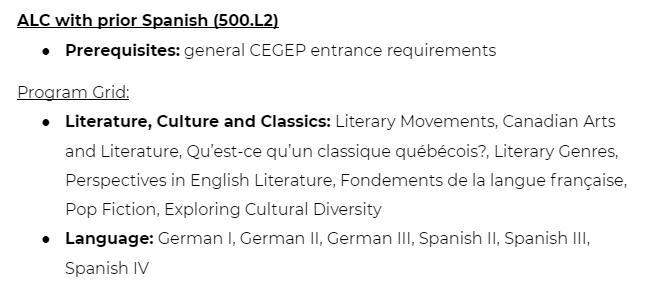 ALC with prior Spanish (500.L2)
● Prerequisites: general CEGEP entrance requirements
Program Grid:
● Literature, Culture and Classics: Literary Movements, Canadian Arts
and Literature, Qu'est-ce qu'un classique québécois?, Literary Genres,
Perspectives in English Literature, Fondements de la langue française,
Pop Fiction, Exploring Cultural Diversity
● Language: German I, German II, German III, Spanish II, Spanish III,
Spanish IV